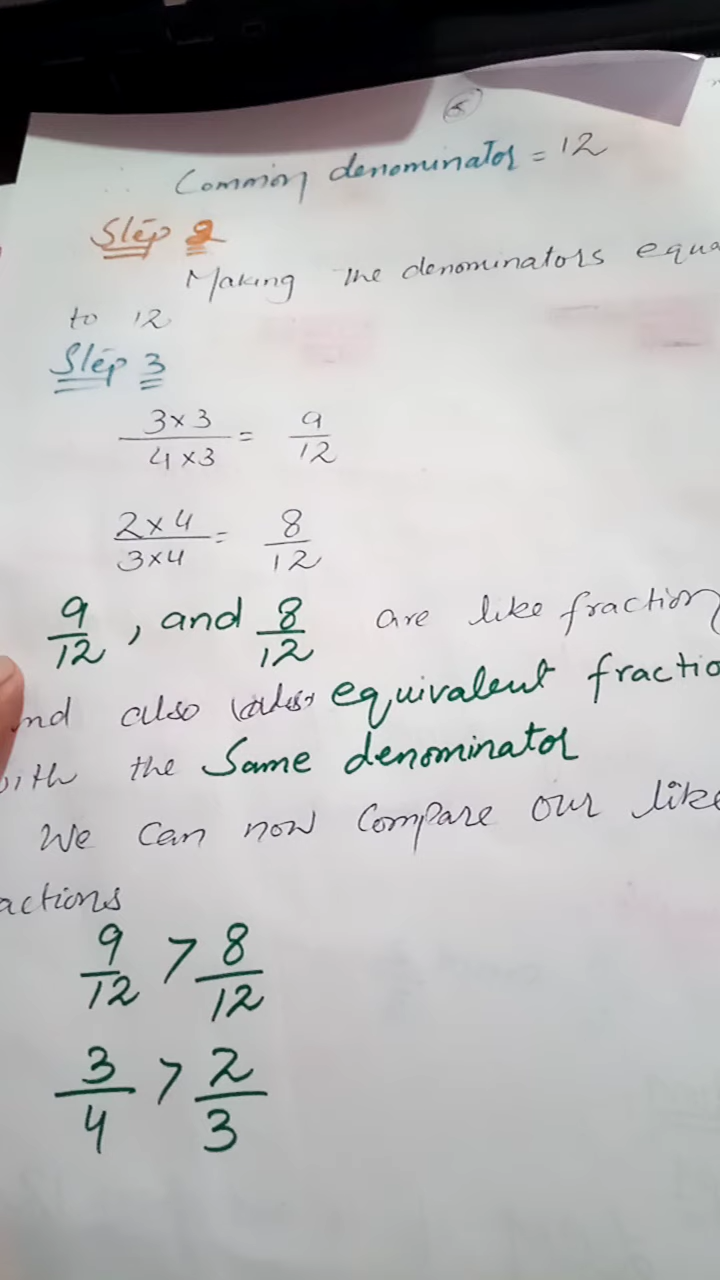 5
Common denominator = 12
Step 2
Making the denominators equa
to 12
Step 3
3 x 3 / 4 x 3 = 9 / 12
2 x 4 / 3 x 4 = 8 / 12
9/12, and 8/12 are like fraction
nd also equivalent fractio
with the Same denominator
We can now compare our like
actions
9/12 > 8/12
3/4 > 2/3